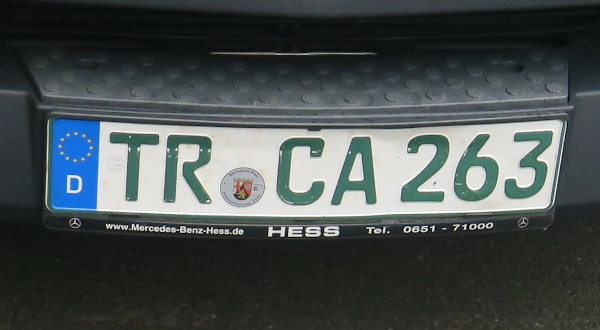 D TR CA 263
www.Mercedes-Benz-Hess.de HESS Tel. 0651 - 71000